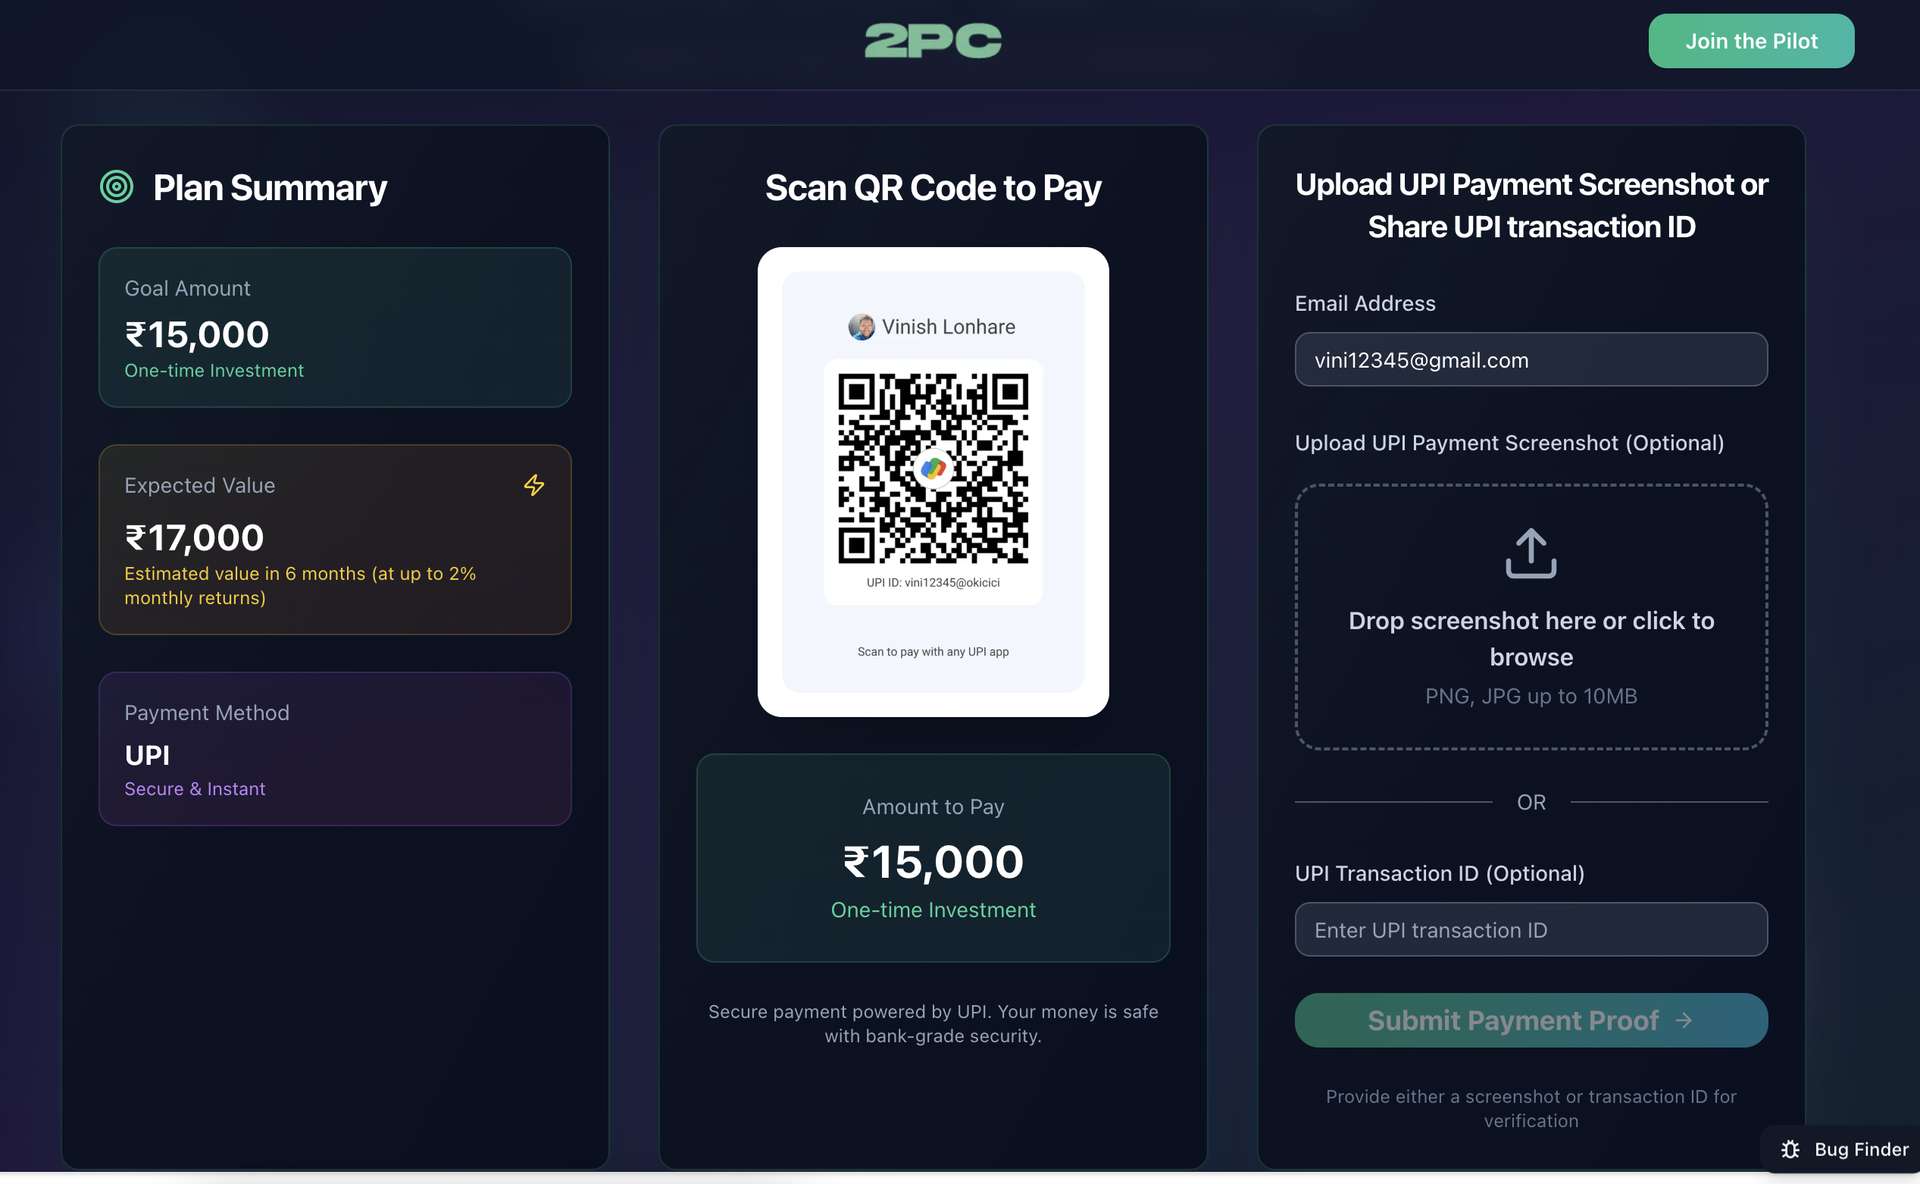 2PC
Join the Pilot
Plan Summary
Goal Amount
₹15,000
One-time Investment
Expected Value
₹17,000
Estimated value in 6 months (at up to 2%
monthly returns)
Payment Method
UPI
Secure & Instant
Scan QR Code to Pay
Vinish Lonhare
UPI ID: vini12345@okicici
Scan to pay with any UPI app
Amount to Pay
₹15,000
One-time Investment
Secure payment powered by UPI. Your money is safe
with bank-grade security.
Upload UPI Payment Screenshot or
Share UPI transaction ID
Email Address
vini12345@gmail.com
Upload UPI Payment Screenshot (Optional)
Drop screenshot here or click to
browse
PNG, JPG up to 10MB
OR
UPI Transaction ID (Optional)
Enter UPI transaction ID
Submit Payment Proof →
Provide either a screenshot or transaction ID for
verification
Bug Finder